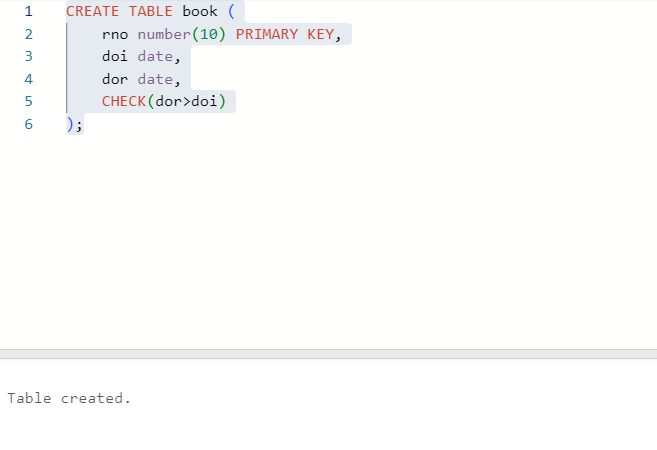 1 CREATE TABLE book (
2 rno number(10) PRIMARY KEY,
3 doi date,
4 dor date,
5 CHECK(dor>doi)
6 );
Table created.